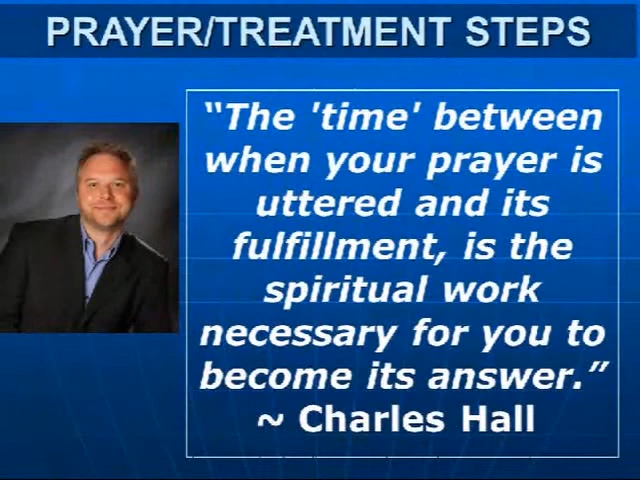 PRAYER/TREATMENT STEPS
“The 'time' between
when your prayer is
uttered and its
fulfillment, is the
spiritual work
necessary for you to
become its answer.”
~ Charles Hall